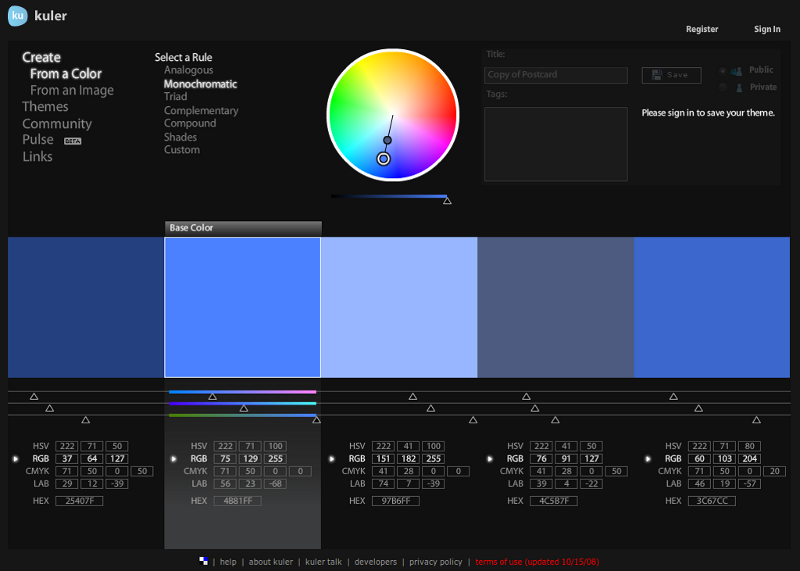 ku kuler
Register Sign In
Create
From a Color
From an Image
Themes
Community
Pulse BETA
Links
Select a Rule
Analogous
Monochromatic
Triad
Complementary
Compound
Shades
Custom
Title:
Copy of Postcard
Save
Public
Private
Tags:
Please sign in to save your theme.
Base Color
HSV 222 71 50
RGB 37 64 127
CMYK 71 50 0 50
LAB 29 12 -39
HEX 25407F
HSV 222 71 100
RGB 75 129 255
CMYK 71 50 0 0
LAB 56 23 -68
HEX 4B81FF
HSV 222 41 100
RGB 151 182 255
CMYK 41 28 0 0
LAB 74 7 -39
HEX 97B6FF
HSV 222 41 50
RGB 76 91 127
CMYK 41 28 0 50
LAB 39 4 -22
HEX 4C5B7F
HSV 222 71 80
RGB 60 103 204
CMYK 71 50 0 20
LAB 46 19 -57
HEX 3C67CC
| help | about kuler | kuler talk | developers | privacy policy | terms of use (updated 10/15/08)